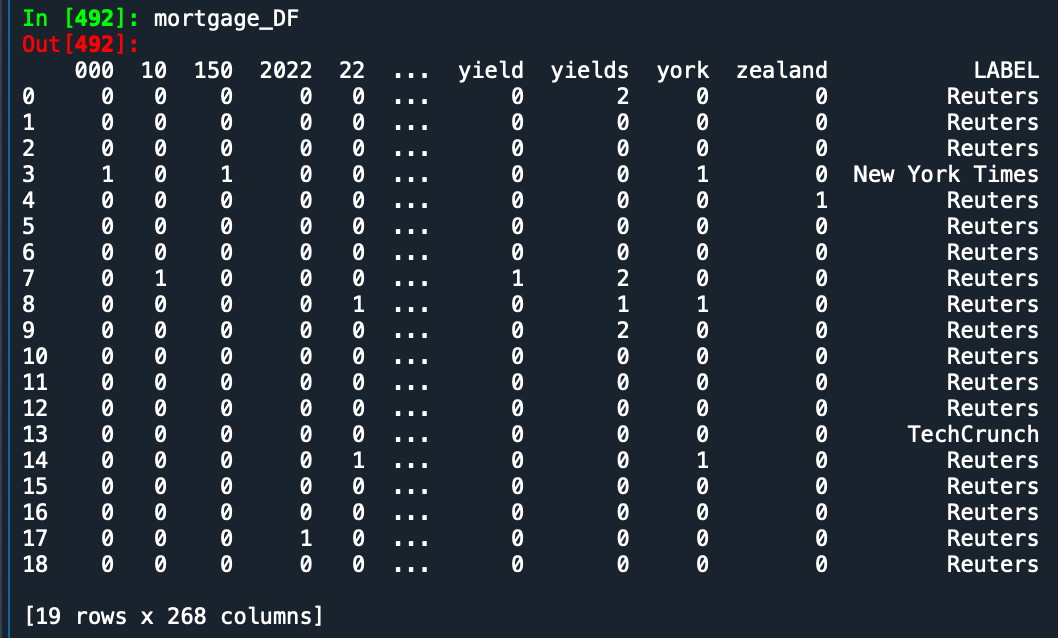 In [492]: mortgage_DF
Out[492]:
000 10 150 2022 22 ... yield yields york zealand LABEL
0 0 0 0 0 0 ... 0 2 0 0 Reuters
1 0 0 0 0 0 ... 0 0 0 0 Reuters
2 0 0 0 0 0 ... 0 0 0 0 Reuters
3 1 0 1 0 0 ... 0 0 1 0 New York Times
4 0 0 0 0 0 ... 0 0 0 1 Reuters
5 0 0 0 0 0 ... 0 0 0 0 Reuters
6 0 0 0 0 0 ... 0 0 0 0 Reuters
7 0 1 0 0 0 ... 1 2 0 0 Reuters
8 0 0 0 0 1 ... 0 1 1 0 Reuters
9 0 0 0 0 0 ... 0 2 0 0 Reuters
10 0 0 0 0 0 ... 0 0 0 0 Reuters
11 0 0 0 0 0 ... 0 0 0 0 Reuters
12 0 0 0 0 0 ... 0 0 0 0 Reuters
13 0 0 0 0 0 ... 0 0 0 0 TechCrunch
14 0 0 0 0 1 ... 0 0 1 0 Reuters
15 0 0 0 0 0 ... 0 0 0 0 Reuters
16 0 0 0 0 0 ... 0 0 0 0 Reuters
17 0 0 0 1 0 ... 0 0 0 0 Reuters
18 0 0 0 0 0 ... 0 0 0 0 Reuters
[19 rows x 268 columns]